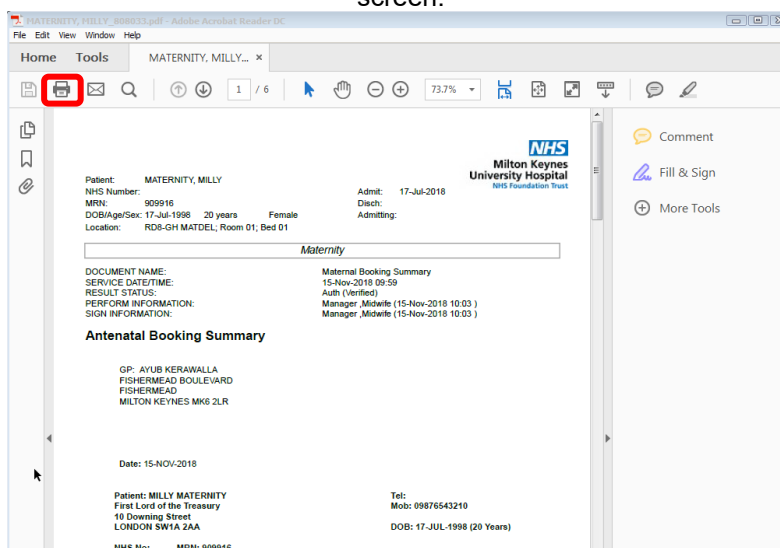 screen.
MATERNITY, MILLY_808033.pdf - Adobe Acrobat Reader DC
File Edit View Window Help
Home Tools MATERNITY, MILLY... ×
1 / 6 73.7%
Comment
Fill & Sign
More Tools
NHS
Milton Keynes
University Hospital
NHS Foundation Trust
Patient: MATERNITY, MILLY
NHS Number: Admit: 17-Jul-2018
MRN: 909916 Disch:
DOB/Age/Sex: 17-Jul-1998 20 years Female Admitting:
Location: RD8-GH MATDEL; Room 01; Bed 01
Maternity
DOCUMENT NAME: Maternal Booking Summary
SERVICE DATE/TIME: 15-Nov-2018 09:59
RESULT STATUS: Auth (Verified)
PERFORM INFORMATION: Manager ,Midwife (15-Nov-2018 10:03 )
SIGN INFORMATION: Manager ,Midwife (15-Nov-2018 10:03 )
Antenatal Booking Summary
GP: AYUB KERAWALLA
FISHERMEAD BOULEVARD
FISHERMEAD
MILTON KEYNES MK6 2LR
Date: 15-NOV-2018
Patient: MILLY MATERNITY Tel:
First Lord of the Treasury Mob: 09876543210
10 Downing Street
LONDON SW1A 2AA DOB: 17-JUL-1998 (20 Years)
NHS No: MRN: 909916